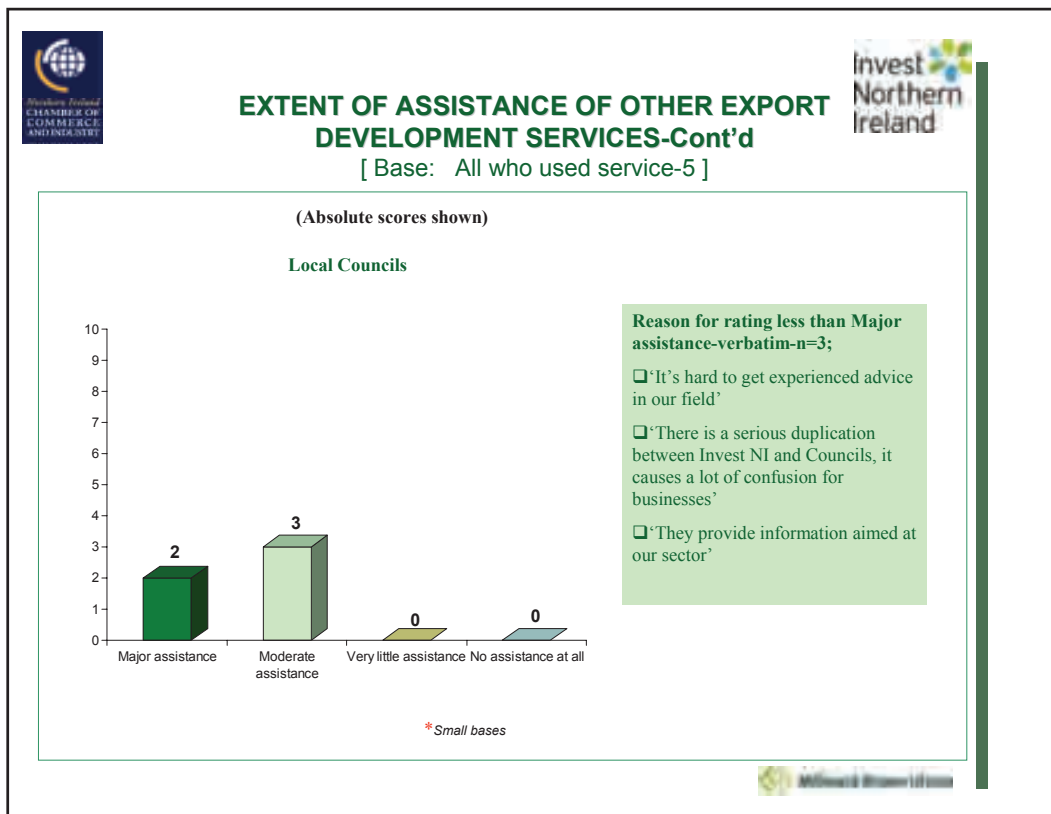 Northern Ireland
CHAMBER OF
COMMERCE
AND INDUSTRY
Invest
Northern
Ireland
EXTENT OF ASSISTANCE OF OTHER EXPORT
DEVELOPMENT SERVICES-Cont’d
[ Base: All who used service-5 ]
(Absolute scores shown)
Local Councils
10
9
8
7
6
5
4
3
2
1
0
2
3
0
0
Major assistance
Moderate
assistance
Very little assistance
No assistance at all
Reason for rating less than Major
assistance-verbatim-n=3;
❑‘It’s hard to get experienced advice
in our field’
❑‘There is a serious duplication
between Invest NI and Councils, it
causes a lot of confusion for
businesses’
❑‘They provide information aimed at
our sector’
*Small bases